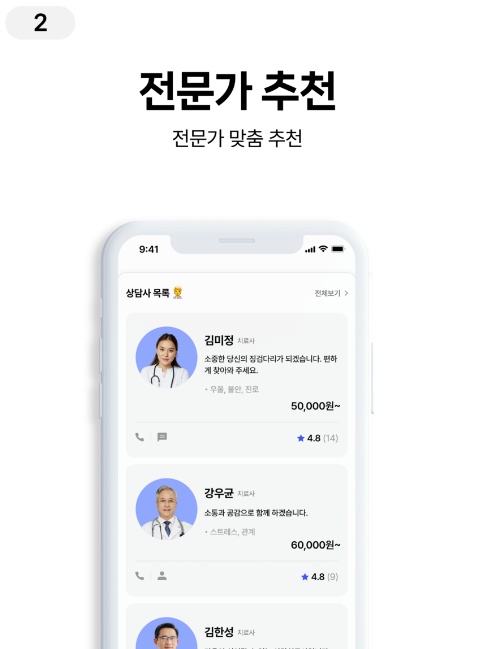 2
전문가 추천
전문가 맞춤 추천
9:41
상담사 목록
전체보기 >
김미정 치료사
소중한 당신의 징검다리가 되겠습니다. 편하
게 찾아와 주세요.
• 우울, 불안, 진로
50,000원~
4.8 (14)
강우균 치료사
소통과 공감으로 함께 하겠습니다.
• 스트레스, 관계
60,000원~
4.8 (9)
김한성 치료사